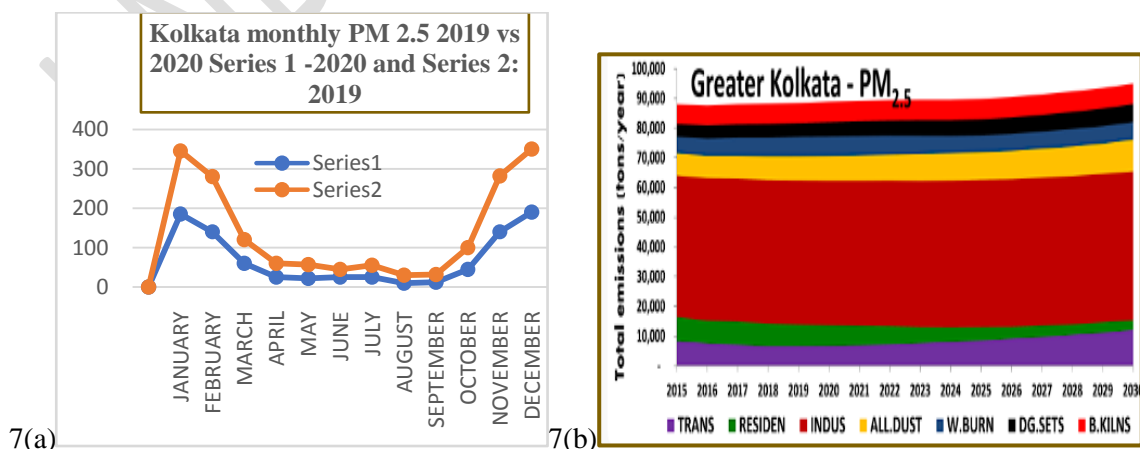 Kolkata monthly PM 2.5 2019 vs
2020 Series 1 -2020 and Series 2:
2019
400
300
200
100
0
Series1
Series2
JANUARY
FEBRUARY
MARCH
APRIL
MAY
JUNE
JULY
AUGUST
SEPTEMBER
OCTOBER
NOVEMBER
DECEMBER
7(a)
Greater Kolkata - PM2.5
Total emissions (tons/year)
100,000
90,000
80,000
70,000
60,000
50,000
40,000
30,000
20,000
10,000
-
2015 2016 2017 2018 2019 2020 2021 2022 2023 2024 2025 2026 2027 2028 2029 2030
TRANS RESIDEN INDUS ALL.DUST W.BURN DG.SETS B.KILNS
7(b)